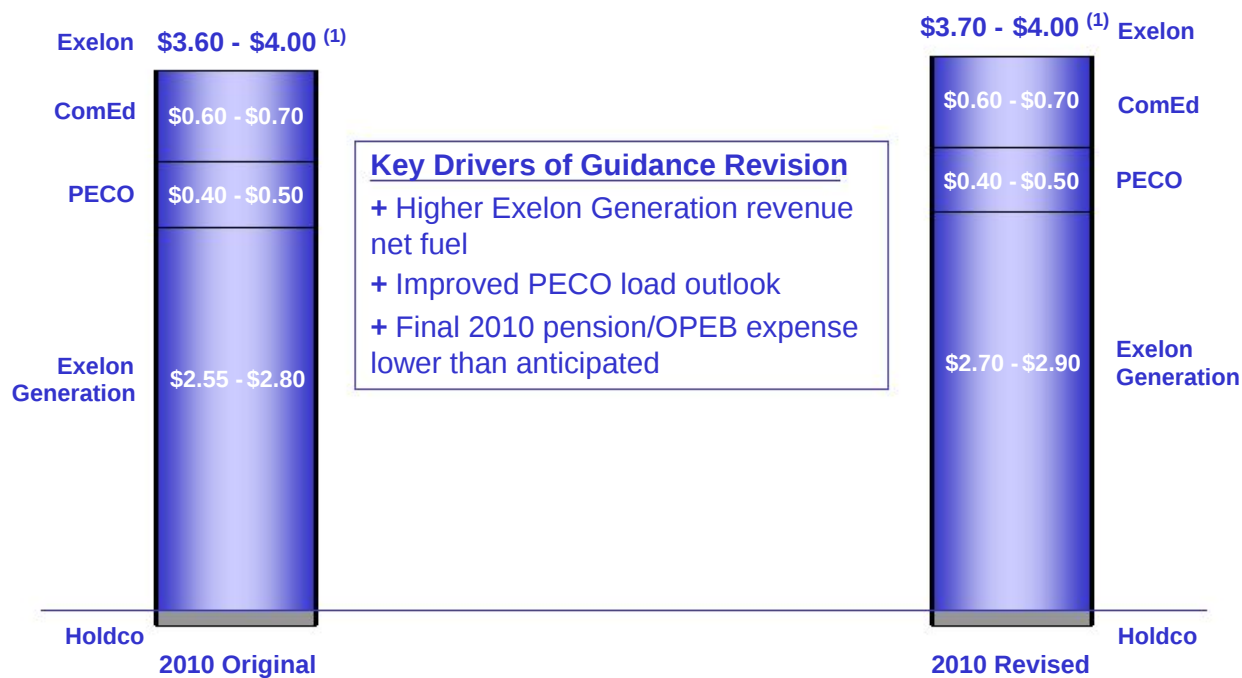 Exelon $3.60 - $4.00 (1)
ComEd $0.60 - $0.70
PECO $0.40 - $0.50
Exelon
Generation
$2.55 - $2.80
Holdco
2010 Original
Key Drivers of Guidance Revision
+ Higher Exelon Generation revenue
net fuel
+ Improved PECO load outlook
+ Final 2010 pension/OPEB expense
lower than anticipated
$3.70 - $4.00 (1) Exelon
$0.60 - $0.70 ComEd
$0.40 - $0.50 PECO
$2.70 - $2.90
Exelon
Generation
Holdco
2010 Revised